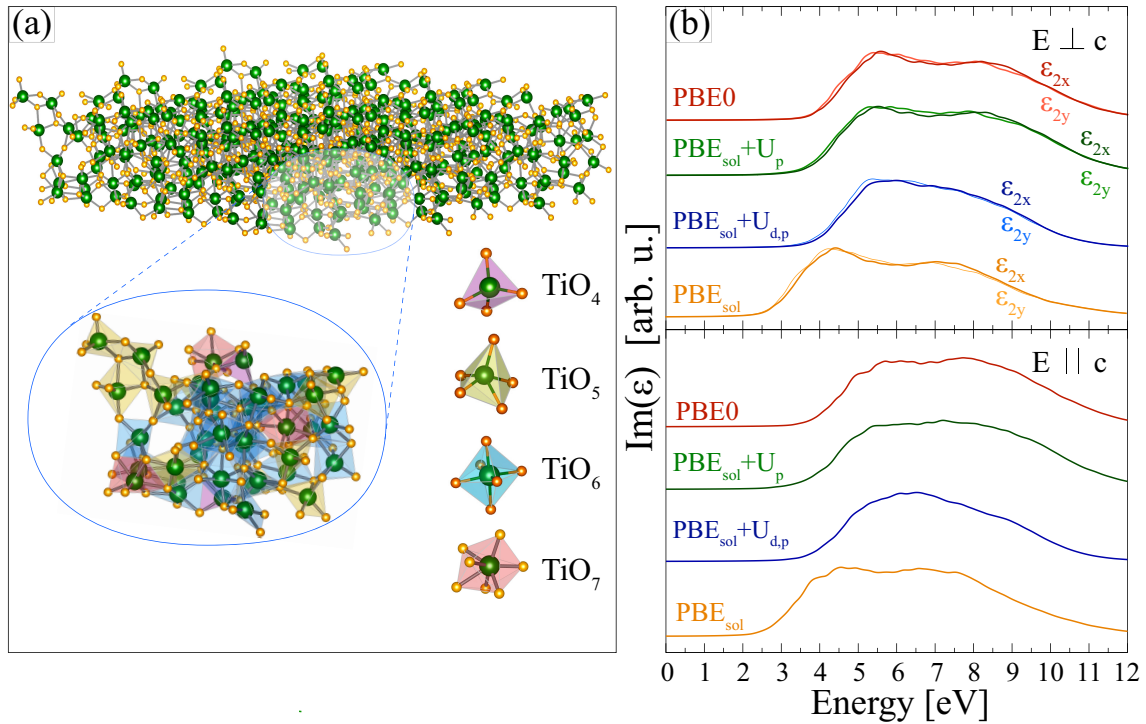 (a)
TiO4
TiO5
TiO6
TiO7
(b)
E ⊥ c
PBE0
ε2x
ε2y
PBEsol+Up
ε2x
ε2y
PBEsol+Ud,p
ε2x
ε2y
PBEsol
ε2x
ε2y
E || c
PBE0
PBEsol+Up
PBEsol+Ud,p
PBEsol
Im(ε) [arb. u.]
0 1 2 3 4 5 6 7 8 9 10 11 12
Energy [eV]